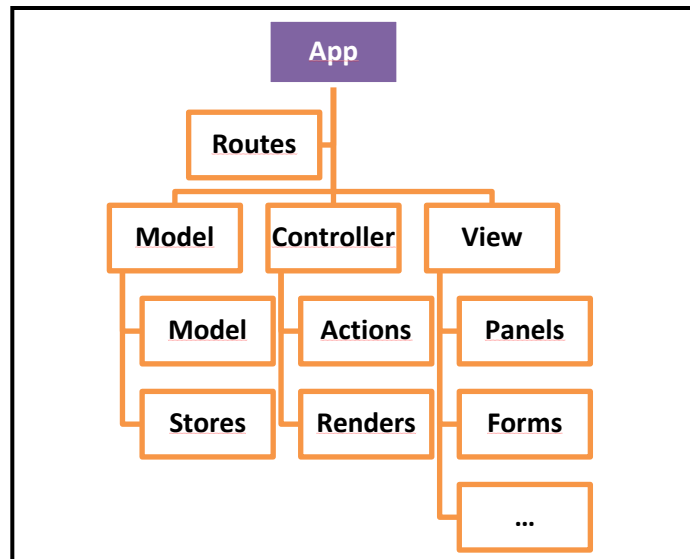 App
Routes
Model
Controller
View
Model
Actions
Panels
Stores
Renders
Forms
...